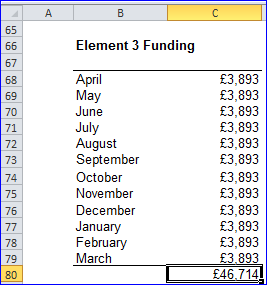 A B C
65
66 Element 3 Funding
67
68 April £3,893
69 May £3,893
70 June £3,893
71 July £3,893
72 August £3,893
73 September £3,893
74 October £3,893
75 November £3,893
76 December £3,893
77 January £3,893
78 February £3,893
79 March £3,893
80 £46,714